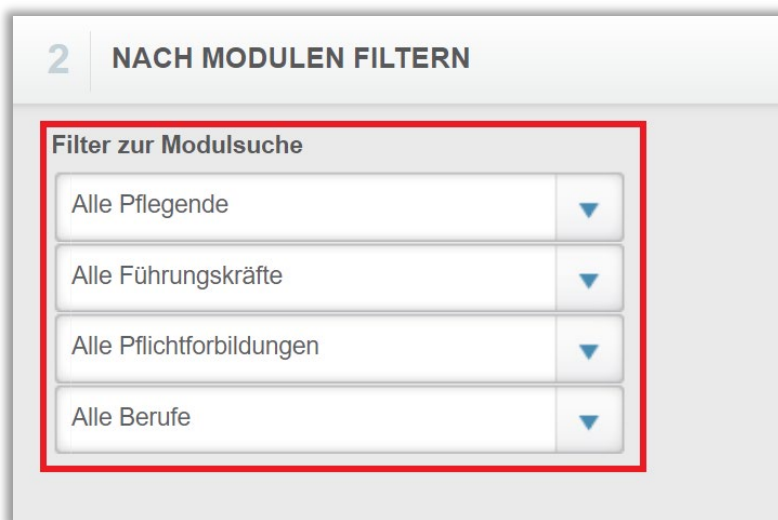 2 NACH MODULEN FILTERN
Filter zur Modulsuche
Alle Pflegende
Alle Führungskräfte
Alle Pflichtforbildungen
Alle Berufe